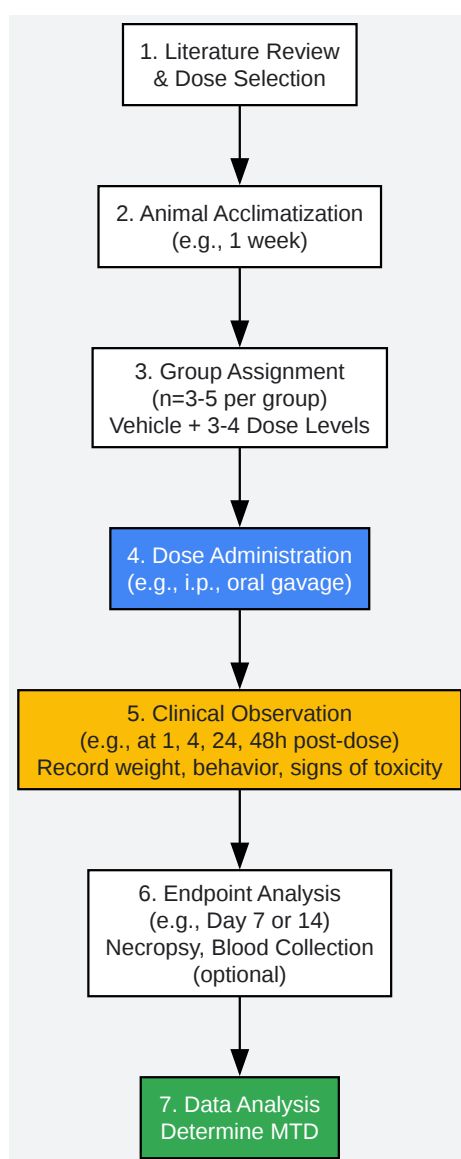 1. Literature Review
& Dose Selection
2. Animal Acclimatization
(e.g., 1 week)
3. Group Assignment
(n=3-5 per group)
Vehicle + 3-4 Dose Levels
4. Dose Administration
(e.g., i.p., oral gavage)
5. Clinical Observation
(e.g., at 1, 4, 24, 48h post-dose)
Record weight, behavior, signs of toxicity
6. Endpoint Analysis
(e.g., Day 7 or 14)
Necropsy, Blood Collection
(optional)
7. Data Analysis
Determine MTD